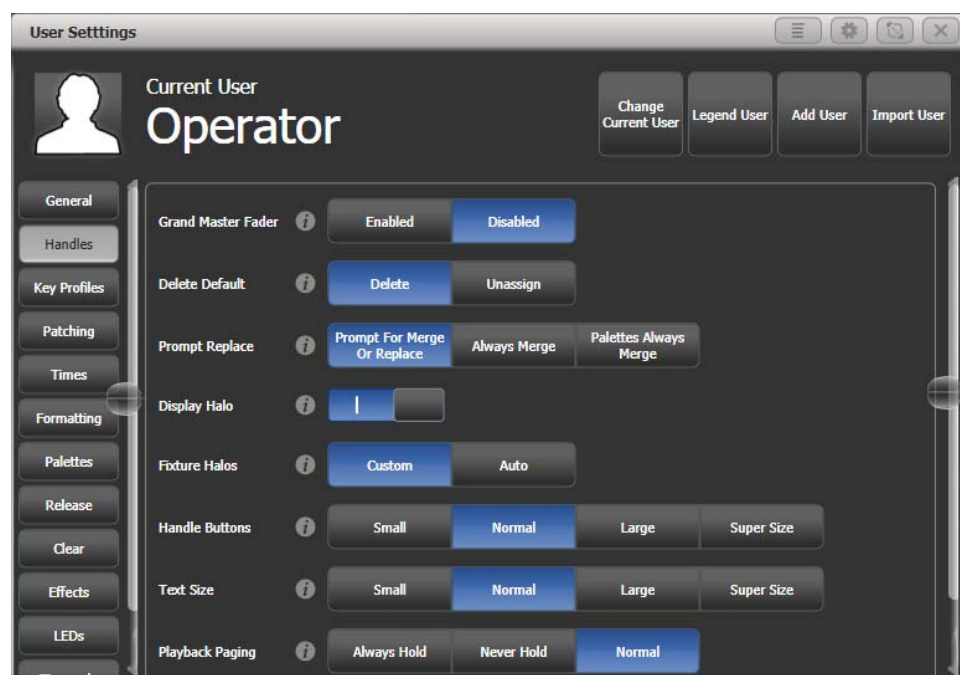 User Setttings
Current User
Operator
Change
Current User
Legend User
Add User
Import User
General
Handles
Key Profiles
Patching
Times
Formatting
Palettes
Release
Clear
Effects
LEDs
Grand Master Fader
Enabled
Disabled
Delete Default
Delete
Unassign
Prompt Replace
Prompt For Merge
Or Replace
Always Merge
Palettes Always
Merge
Display Halo
Fixture Halos
Custom
Auto
Handle Buttons
Small
Normal
Large
Super Size
Text Size
Small
Normal
Large
Super Size
Playback Paging
Always Hold
Never Hold
Normal